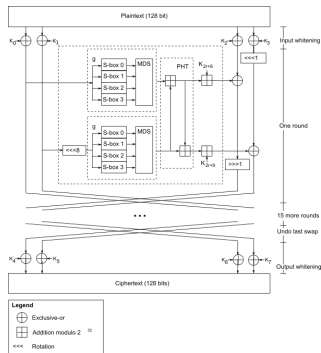 Plaintext (128 bit)
K0 K1 K2 K3
Input whitening
<<<1
g
S-box 0
S-box 1
S-box 2
S-box 3
MDS
PHT
K2r+8
One round
<<<8
g
S-box 0
S-box 1
S-box 2
S-box 3
MDS
K2r+9
>>>1
...
15 more rounds
Undo last swap
K4 K5 K6 K7
Output whitening
Ciphertext (128 bits)
Legend
Exclusive-or
Addition modulo 2 32
<<< Rotation